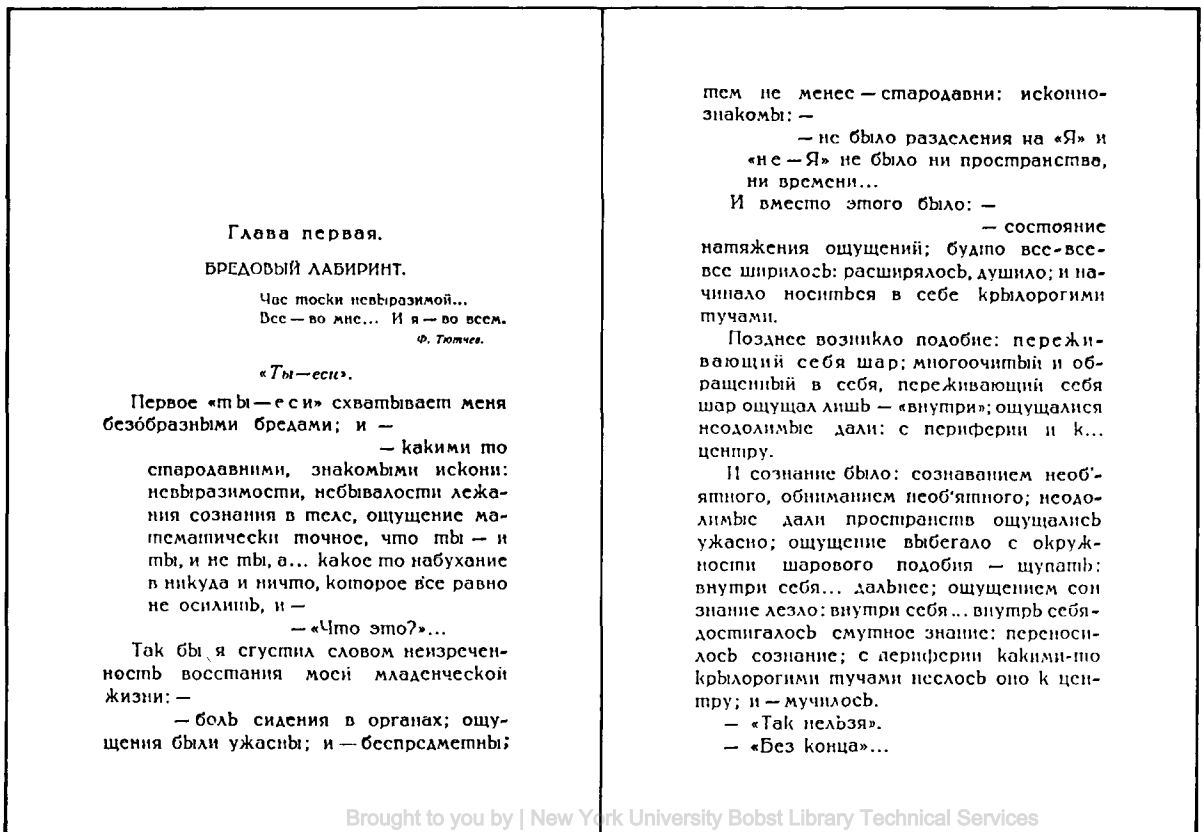 Глава первая.
БРЕДОВЫЙ ЛАБИРИНТ.
Час тоски невыразимой...
Все — во мне... И я — во всем.
Ф. Тютчев.
«Ты—еси».
Первое «ты—еси» схватывает меня
безо́бразными бредами; и —
— какими то
стародавними, знакомыми искони:
невыразимости, небывалости лежа-
ния сознания в теле, ощущение ма-
тематически точное, что ты — и
ты, и не ты, а... какое то набухание
в никуда и ничто, которое все равно
не осилить, и —
— «Что это?»...
Так бы я сгустил словом неизречен-
ность восстания моей младенческой
жизни: —
— боль сидения в органах; ощу-
щения были ужасны; и — беспредметны;
тем не менее — стародавни: исконно-
знакомы: —
— не было разделения на «Я» и
«не—Я» не было ни пространства,
ни времени...
И вместо этого было: —
— состояние
натяжения ощущений; будто все-все-
все ширилось: расширялось, душило; и на-
чинало носиться в себе крылорогими
тучами.
Позднее возникло подобие: пережи-
вающий себя шар; многоочитый и об-
ращенный в себя, переживающий себя
шар ощущал лишь — «внутри»; ощущалися
неодолимые дали: с периферии и к...
центру.
И сознание было: сознаванием необ'-
ятного, обниманием необ'ятного; неодо-
лимые дали пространств ощущались
ужасно; ощущение выбегало с окруж-
ности шарового подобия — щупать:
внутри себя... дальнее; ощущением сон
знание лезло: внутри себя... внутрь себя-
достигалось смутное знание: переноси-
лось сознание; с периферии какими-то
крылорогими тучами неслось оно к цен-
тру; и — мучилось.
— «Так нельзя».
— «Без конца»...
Brought to you by | New York University Bobst Library Technical Services